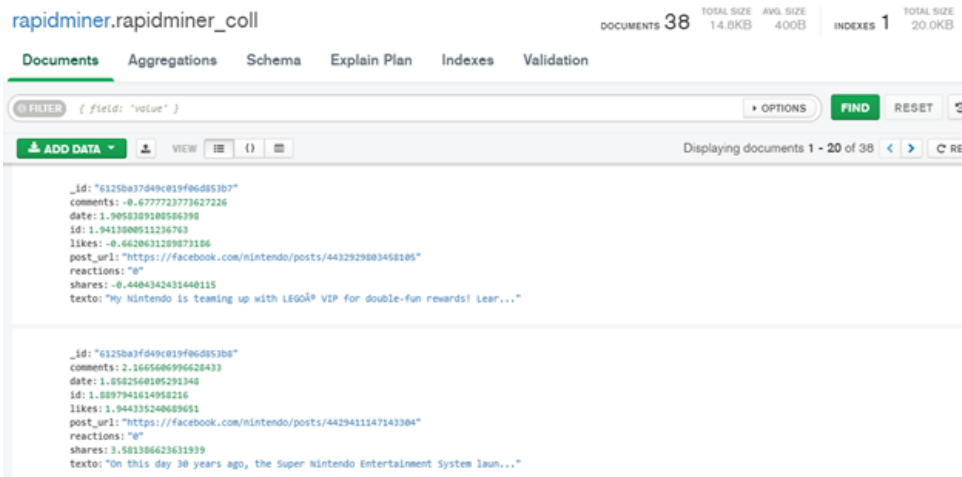 rapidminer.rapidminer_coll
DOCUMENTS 38 TOTAL SIZE 14.8KB AVG. SIZE 400B INDEXES 1 TOTAL SIZE 20.0KB
Documents Aggregations Schema Explain Plan Indexes Validation
FILTER { field: 'value' } OPTIONS FIND RESET
ADD DATA VIEW {} Displaying documents 1 - 20 of 38 < > RE
_id: "6125ba37d49c019f06d853b7"
comments: -0.6777723773627226
date: 1.9058389108586398
id: 1.9413800511236763
likes: -0.6620631289873186
post_url: "https://facebook.com/nintendo/posts/4432929803458105"
reactions: "0"
shares: -0.4404342431440115
texto: "My Nintendo is teaming up with LEGOÂ® VIP for double-fun rewards! Lear..."
_id: "6125ba3fd49c019f06d853b8"
comments: 2.1665606996628433
date: 1.8582560105291348
id: 1.8897941614958216
likes: 1.944335240689651
post_url: "https://facebook.com/nintendo/posts/4429411147143304"
reactions: "0"
shares: 3.581386623631939
texto: "On this day 30 years ago, the Super Nintendo Entertainment System laun..."